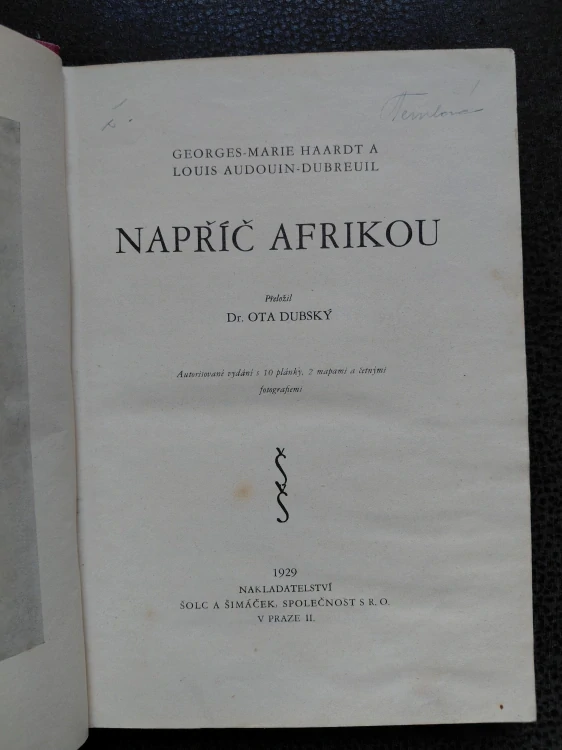 GEORGES-MARIE HAARDT A
LOUIS AUDOUIN-DUBREUIL
NAPŘÍČ AFRIKOU
Přeložil
Dr. OTA DUBSKÝ
Autorisované vydání s 10 plánky, 2 mapami a četnými
fotografiemi
1929
NAKLADATELSTVÍ
ŠOLC A ŠIMÁČEK, SPOLEČNOST S R. O.
V PRAZE II.